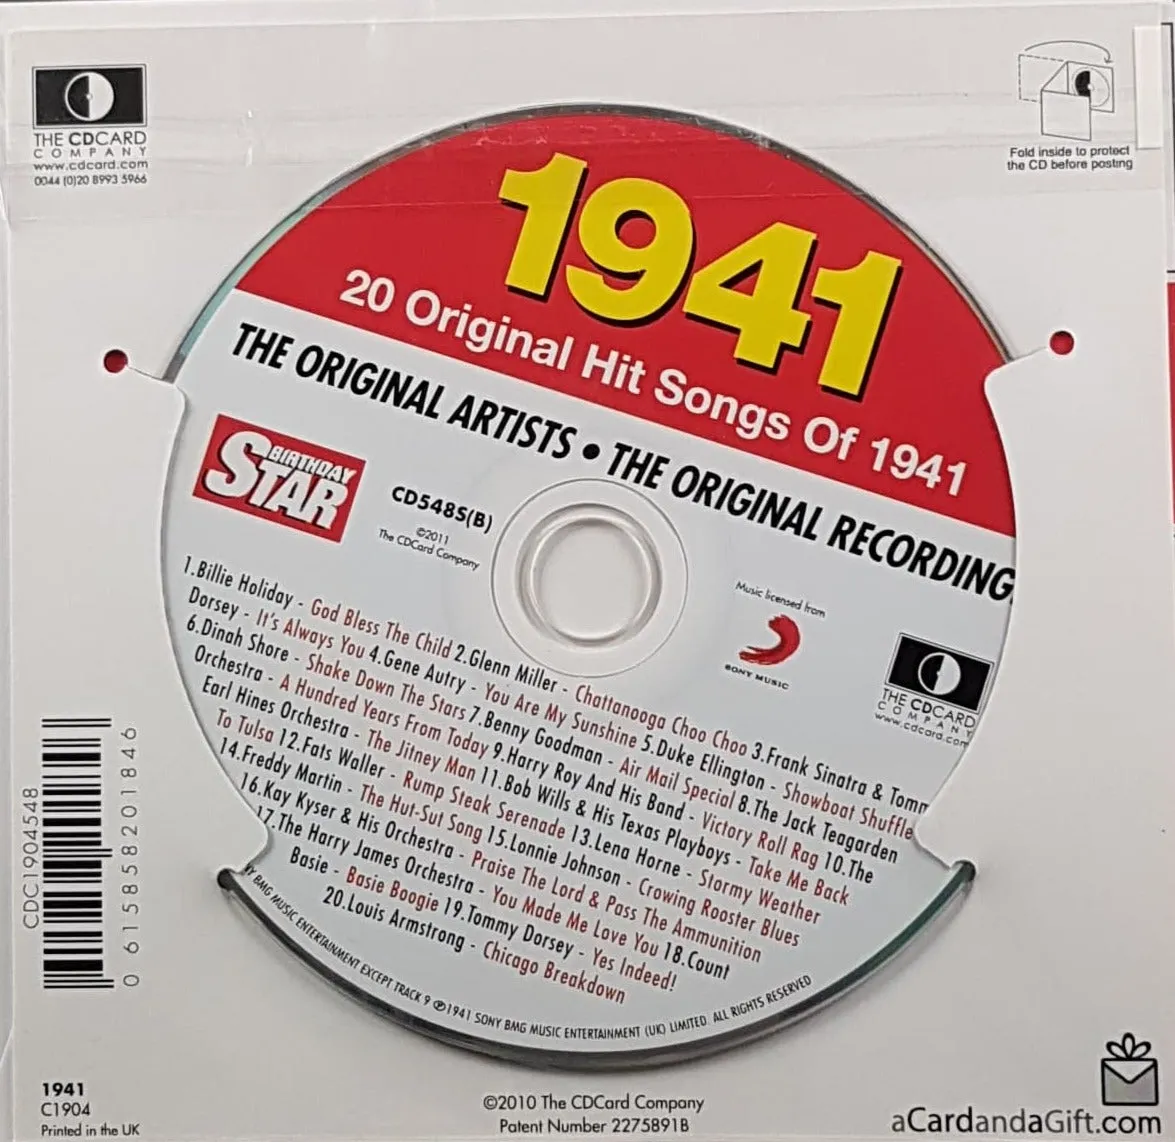 THE CDCARD
COMPANY
www.cdcard.com
0044 (0)20 8993 5966
Fold inside to protect
the CD before posting
1941
20 Original Hit Songs Of 1941
THE ORIGINAL ARTISTS • THE ORIGINAL RECORDING
BIRTHDAY
STAR
CD548S(B)
©2011
The CDCard Company
Music licensed from
SONY MUSIC
THE CDCARD
COMPANY
www.cdcard.com
1.Billie Holiday - God Bless The Child 2.Glenn Miller - Chattanooga Choo Choo 3.Frank Sinatra & Tomm
Dorsey - It's Always You 4.Gene Autry - You Are My Sunshine 5.Duke Ellington - Showboat Shuffle
6.Dinah Shore - Shake Down The Stars 7.Benny Goodman - Air Mail Special 8.The Jack Teagarden
Orchestra - A Hundred Years From Today 9.Harry Roy And His Band - Victory Roll Rag 10.The
Earl Hines Orchestra - The Jitney Man 11.Bob Wills & His Texas Playboys - Take Me Back
To Tulsa 12.Fats Waller - Rump Steak Serenade 13.Lena Horne - Stormy Weather
14.Freddy Martin - The Hut-Sut Song 15.Lonnie Johnson - Crowing Rooster Blues
16.Kay Kyser & His Orchestra - Praise The Lord & Pass The Ammunition
17.The Harry James Orchestra - You Made Me Love You 18.Count
Basie - Basie Boogie 19.Tommy Dorsey - Yes Indeed!
20.Louis Armstrong - Chicago Breakdown
BY BMG MUSIC ENTERTAINMENT EXCEPT TRACK 9 ℗1941 SONY BMG MUSIC ENTERTAINMENT (UK) LIMITED. ALL RIGHTS RESERVED
CDC1904548
0 615858 201846
1941
C1904
Printed in the UK
©2010 The CDCard Company
Patent Number 2275891B
aCardandaGift.com